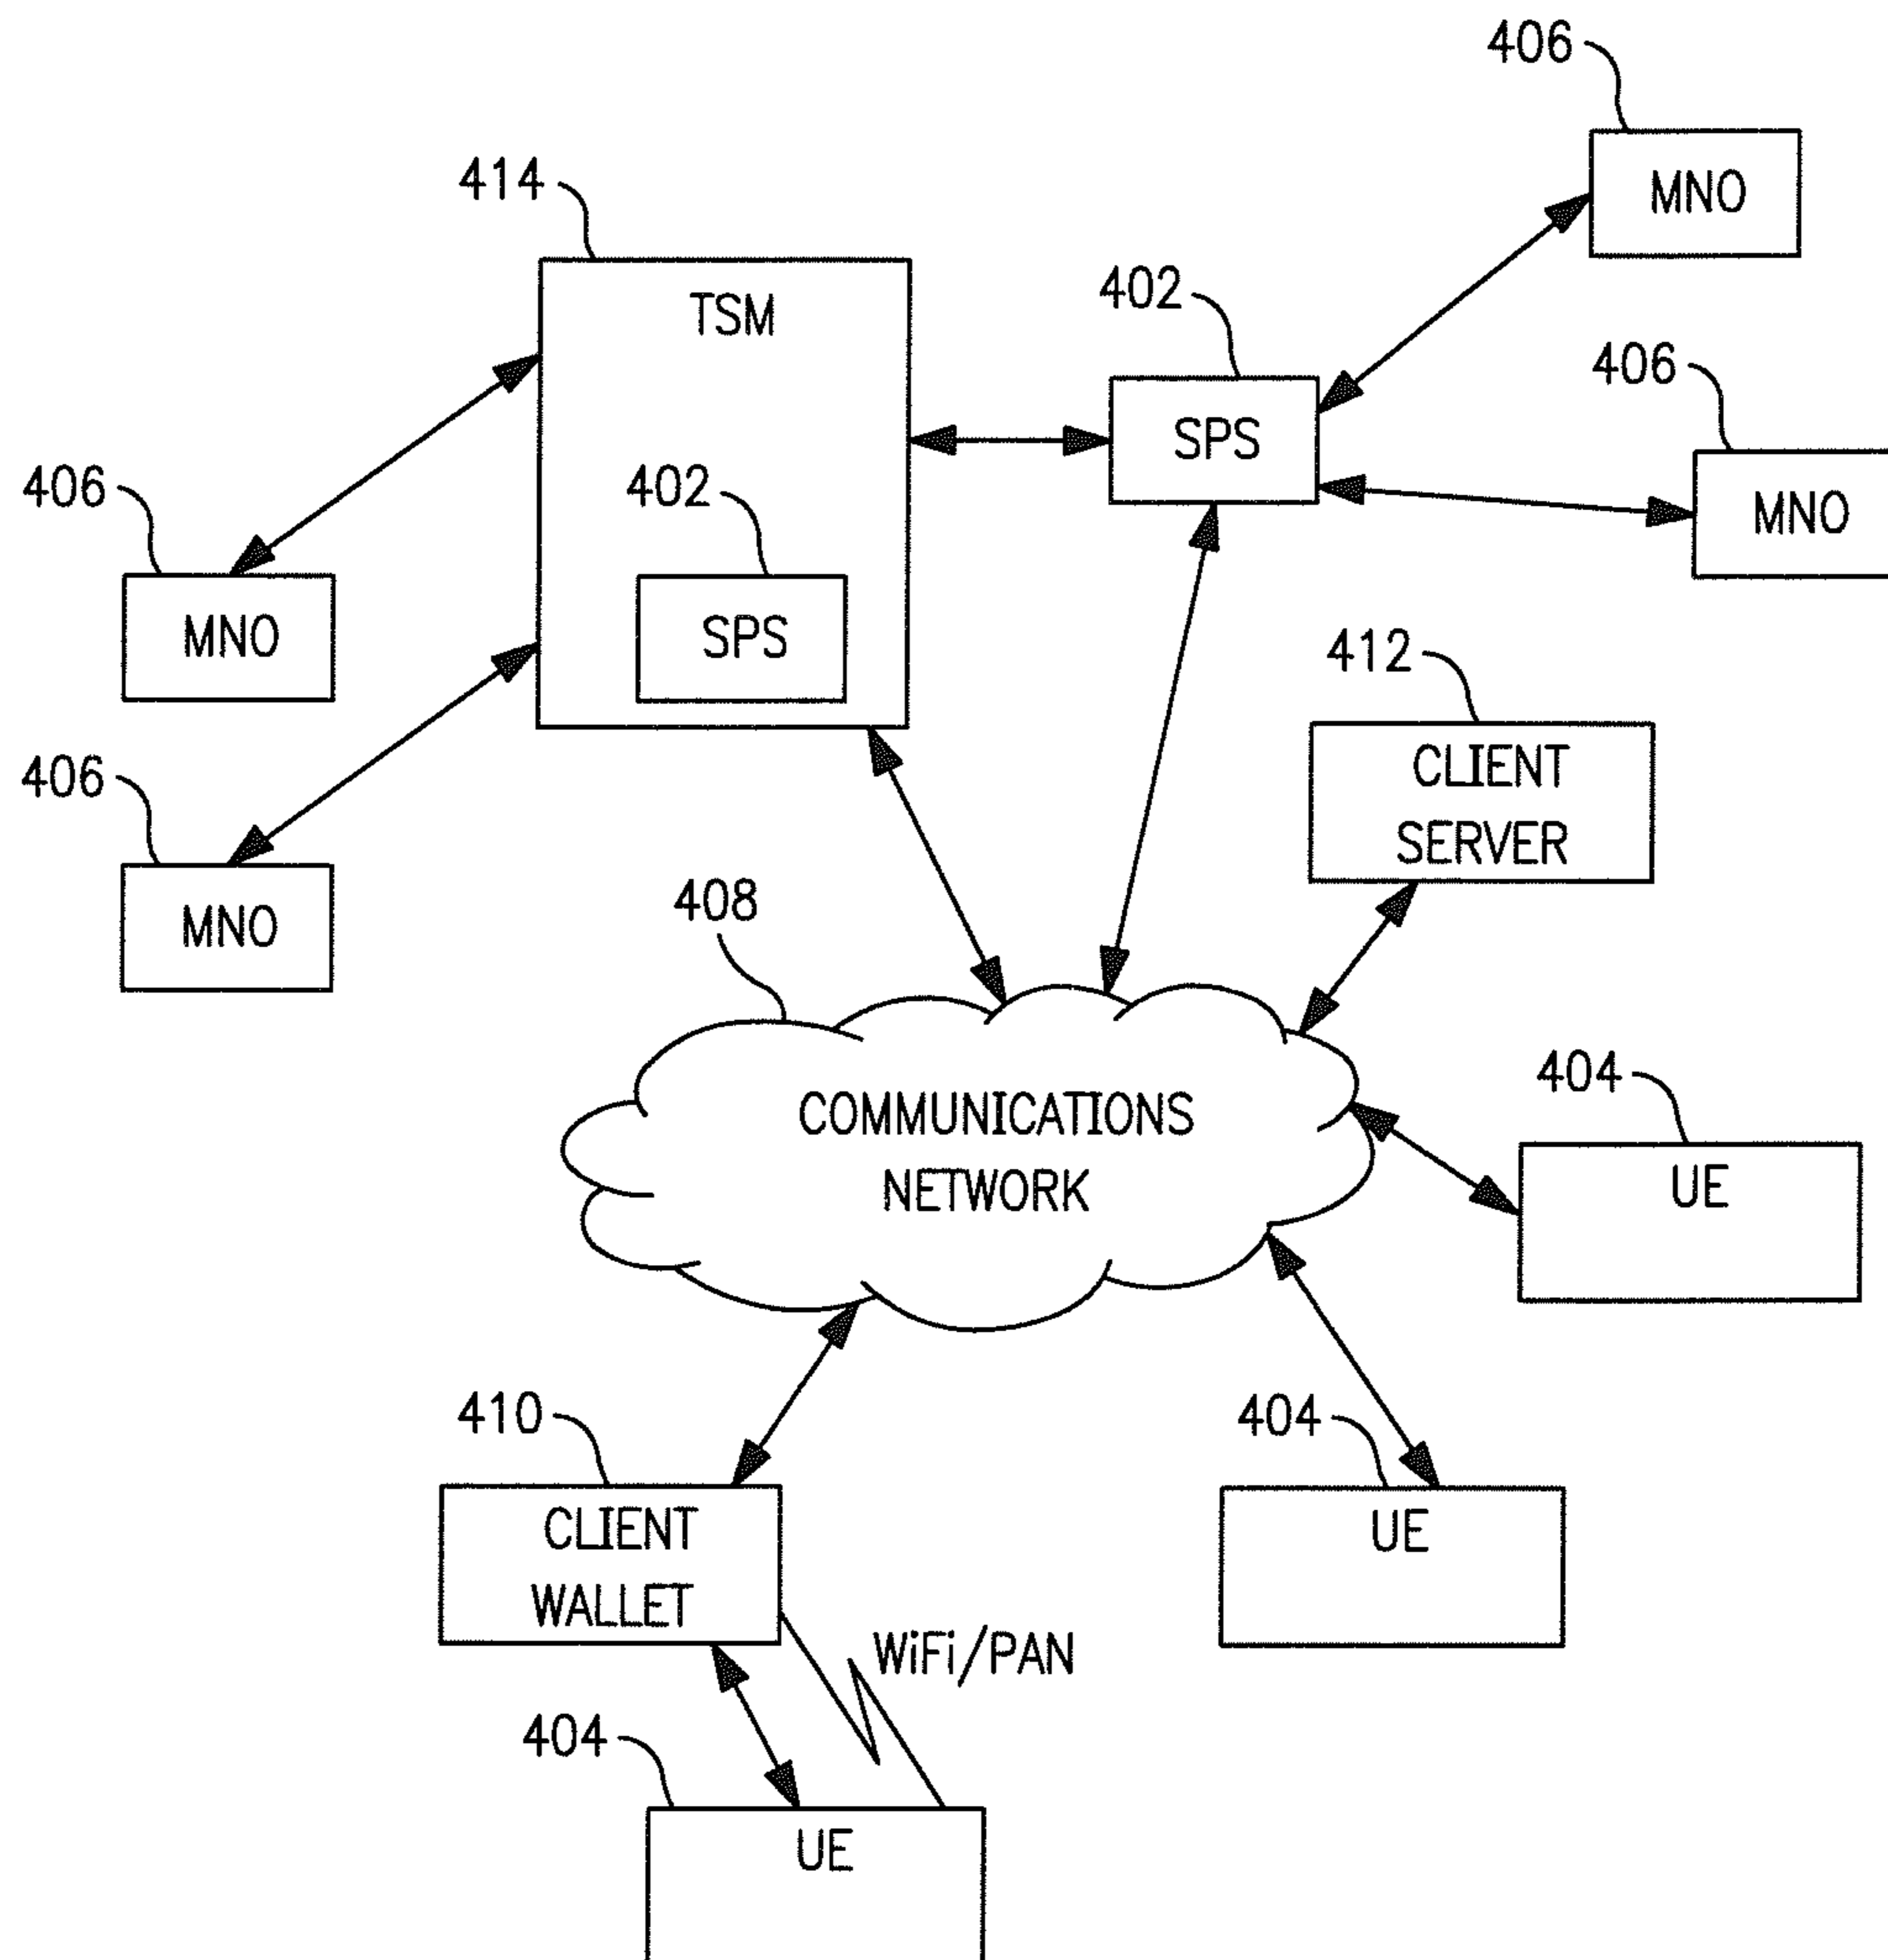 406
MNO
414
TSM
402
SPS
406
MNO
406
MNO
402
SPS
412
CLIENT
SERVER
406
MNO
408
COMMUNICATIONS
NETWORK
404
UE
410
CLIENT
WALLET
404
UE
WiFi/PAN
404
UE